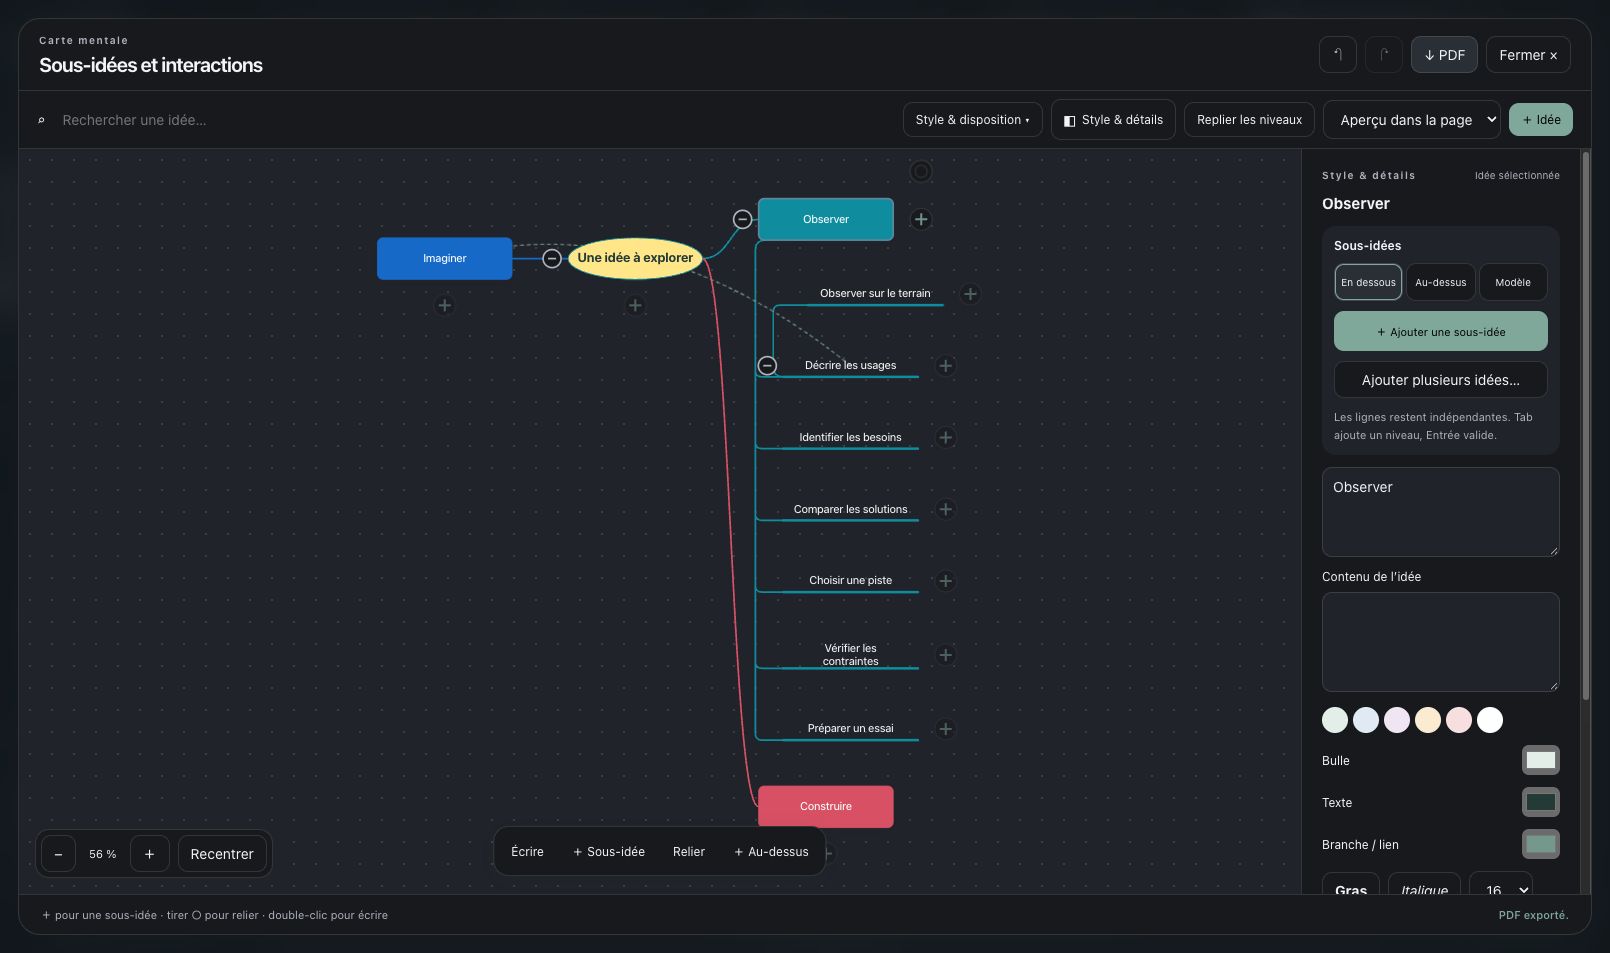 Carte mentale
Sous-idées et interactions
↓ PDF
Fermer ×
Rechercher une idée...
Style & disposition
Style & détails
Replier les niveaux
Aperçu dans la page
+ Idée
Imaginer
Une idée à explorer
Observer
Observer sur le terrain
Décrire les usages
Identifier les besoins
Comparer les solutions
Choisir une piste
Vérifier les
contraintes
Préparer un essai
Construire
Style & détails
Idée sélectionnée
Observer
Sous-idées
En dessous
Au-dessus
Modèle
+ Ajouter une sous-idée
Ajouter plusieurs idées...
Les lignes restent indépendantes. Tab
ajoute un niveau, Entrée valide.
Observer
Contenu de l'idée
Bulle
Texte
Branche / lien
Gras
Italique
16
− 56 % +
Recentrer
Écrire
+ Sous-idée
Relier
+ Au-dessus
+ pour une sous-idée · tirer ○ pour relier · double-clic pour écrire
PDF exporté.